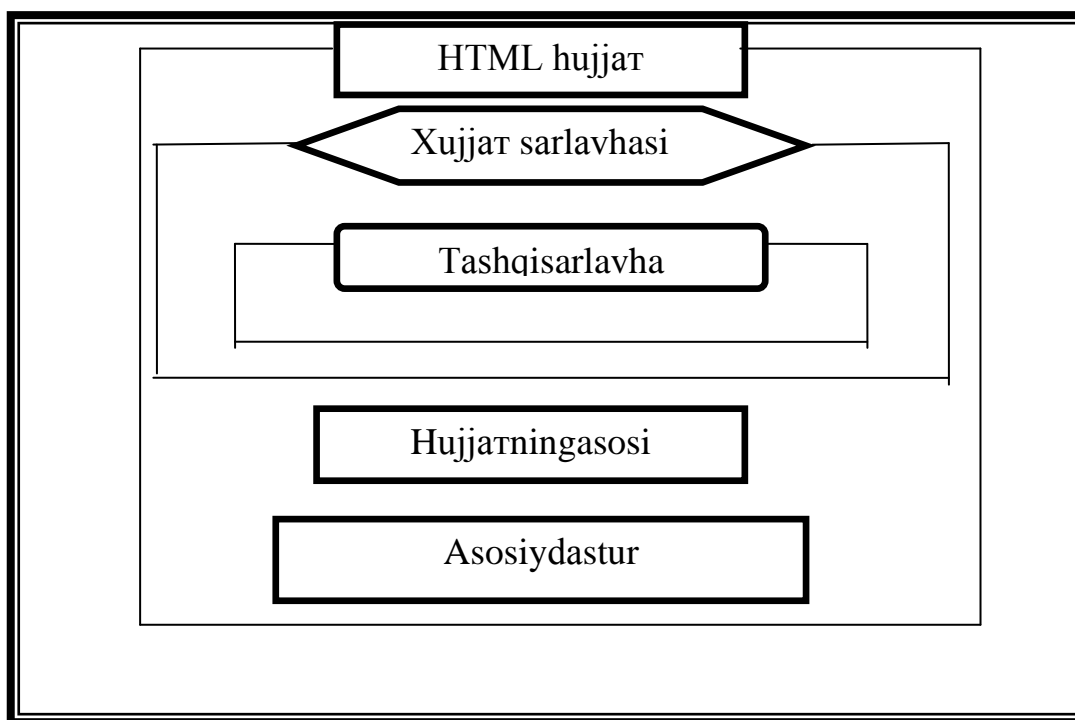 HTML hujjaт
Xujjaт sarlavhasi
Tashqisarlavha
Hujjaтningasosi
Asosiydastur